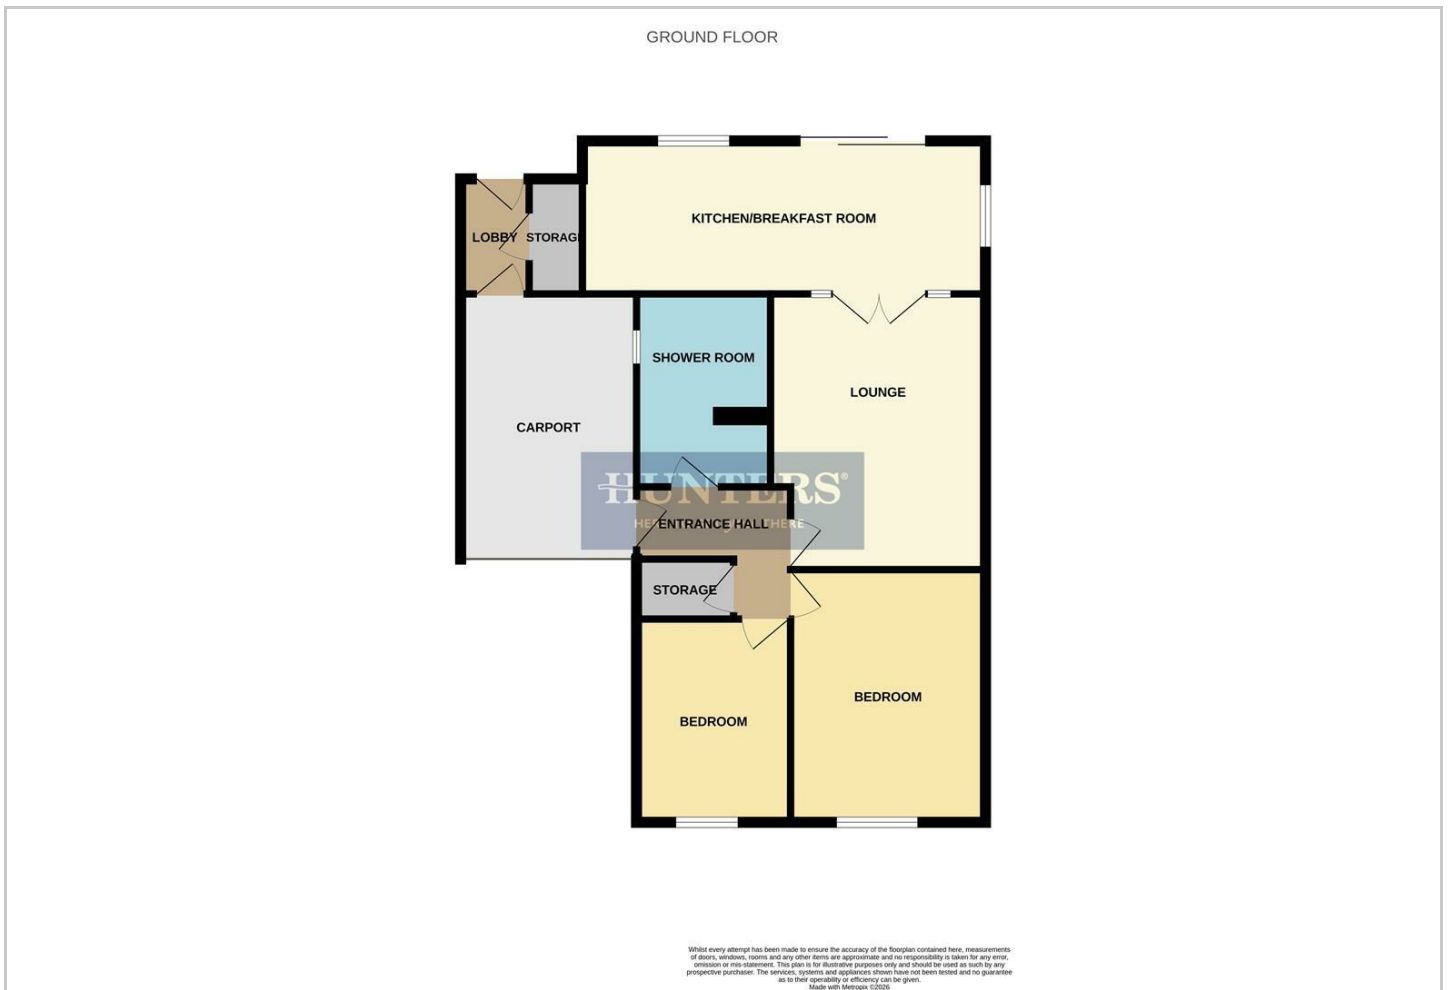 GROUND FLOOR
KITCHEN/BREAKFAST ROOM
LOBBY
STORAGE
SHOWER ROOM
LOUNGE
CARPORT
HUNTERS®
HERE THERE
ENTRANCE HALL
STORAGE
BEDROOM
BEDROOM
Whilst every attempt has been made to ensure the accuracy of the floorplan contained here, measurements
of doors, windows, rooms and any other items are approximate and no responsibility is taken for any error,
omission or mis-statement. This plan is for illustrative purposes only and should be used as such by any
prospective purchaser. The services, systems and appliances shown have not been tested and no guarantee
as to their operability or efficiency can be given.
Made with Metropix ©2026